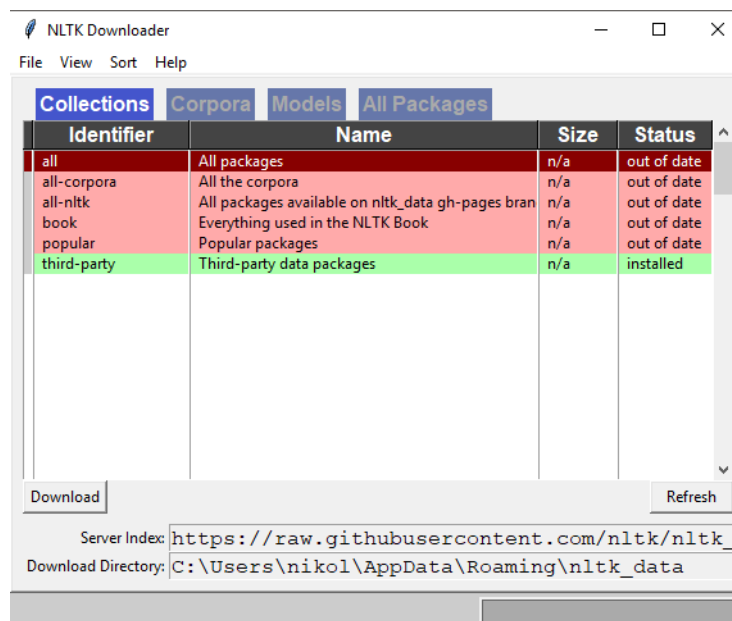 NLTK Downloader
File View Sort Help
Collections Corpora Models All Packages
Identifier Name Size Status
all All packages n/a out of date
all-corpora All the corpora n/a out of date
all-nltk All packages available on nltk_data gh-pages bran n/a out of date
book Everything used in the NLTK Book n/a out of date
popular Popular packages n/a out of date
third-party Third-party data packages n/a installed
Download Refresh
Server Index: https://raw.githubusercontent.com/nltk/nltk_
Download Directory: C:\Users\nikol\AppData\Roaming\nltk_data